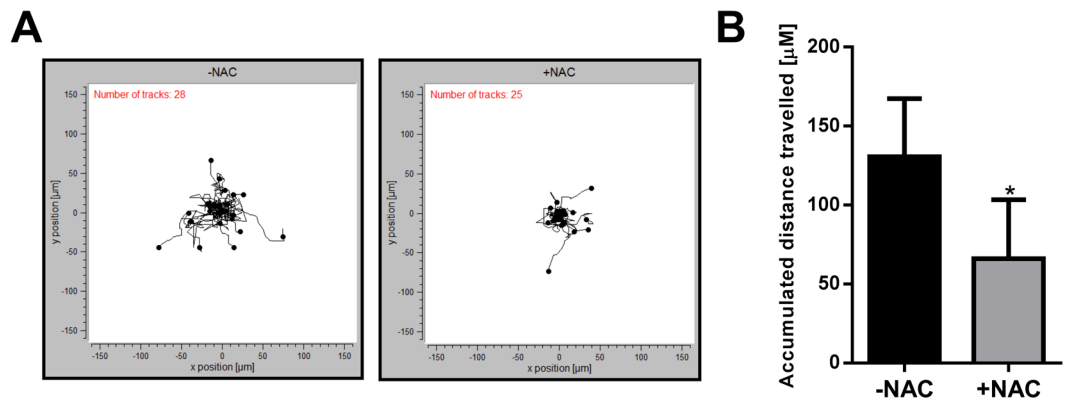 A
-NAC
Number of tracks: 28
y position [µm]
150
100
50
0
-50
-100
-150
-150
-100
-50
0
50
100
150
x position [µm]
+NAC
Number of tracks: 25
y position [µm]
150
100
50
0
-50
-100
-150
-150
-100
-50
0
50
100
150
x position [µm]
B
Accumulated distance travelled [µM]
200
150
100
50
0
*
-NAC
+NAC